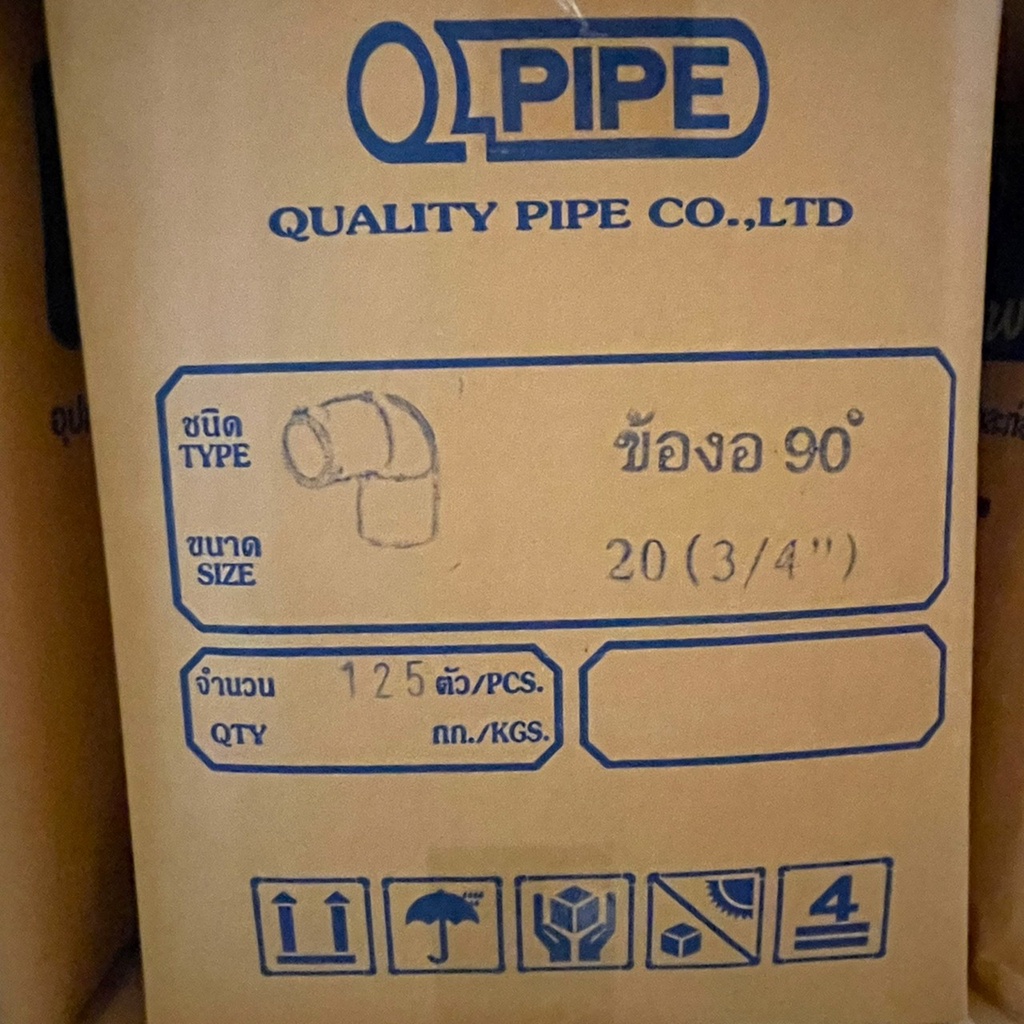 Q PIPE
QUALITY PIPE CO.,LTD
ชนิด
TYPE
ข้องอ 90°
ขนาด
SIZE
20 (3/4")
จำนวน 125 ตัว/PCS.
QTY กก./KGS.
4